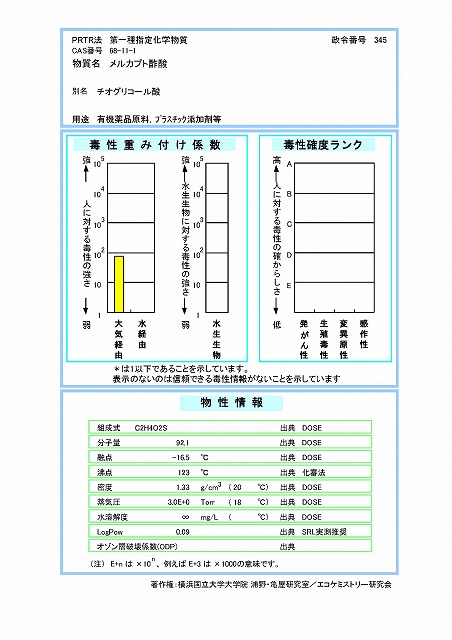 PRTR法 第一種指定化学物質 政令番号 345
CAS番号 68-11-1
物質名 メルカプト酢酸
別名 チオグリコール酸
用途 有機薬品原料，プラスチック添加剤等
毒性重み付け係数
強 人に対する毒性の強さ 弱
10^5
10^4
10^3
10^2
10
1
大気経由 水経由
強 水生生物に対する毒性の強さ 弱
10^5
10^4
10^3
10^2
10
1
水生生物
毒性確度ランク
高 人に対する毒性の確からしさ 低
A
B
C
D
E
発がん性 生殖毒性 変異原性 感作性
＊は1以下であることを示しています。
表示のないのは信頼できる毒性情報がないことを示しています
物性情報
組成式 C2H4O2S 出典 DOSE
分子量 92.1 出典 DOSE
融点 -16.5 ℃ 出典 DOSE
沸点 123 ℃ 出典 化審法
密度 1.33 g/cm3 (20 ℃) 出典 DOSE
蒸気圧 3.0E+0 Torr (18 ℃) 出典 DOSE
水溶解度 ∞ mg/L ( ℃) 出典 DOSE
LogPow 0.09 出典 SRL実測推奨
オゾン層破壊係数(ODP) 出典
（注） E+n は ×10^n、例えば E+3 は ×1000の意味です。
著作権：横浜国立大学大学院 浦野・亀屋研究室／エコケミストリー研究会